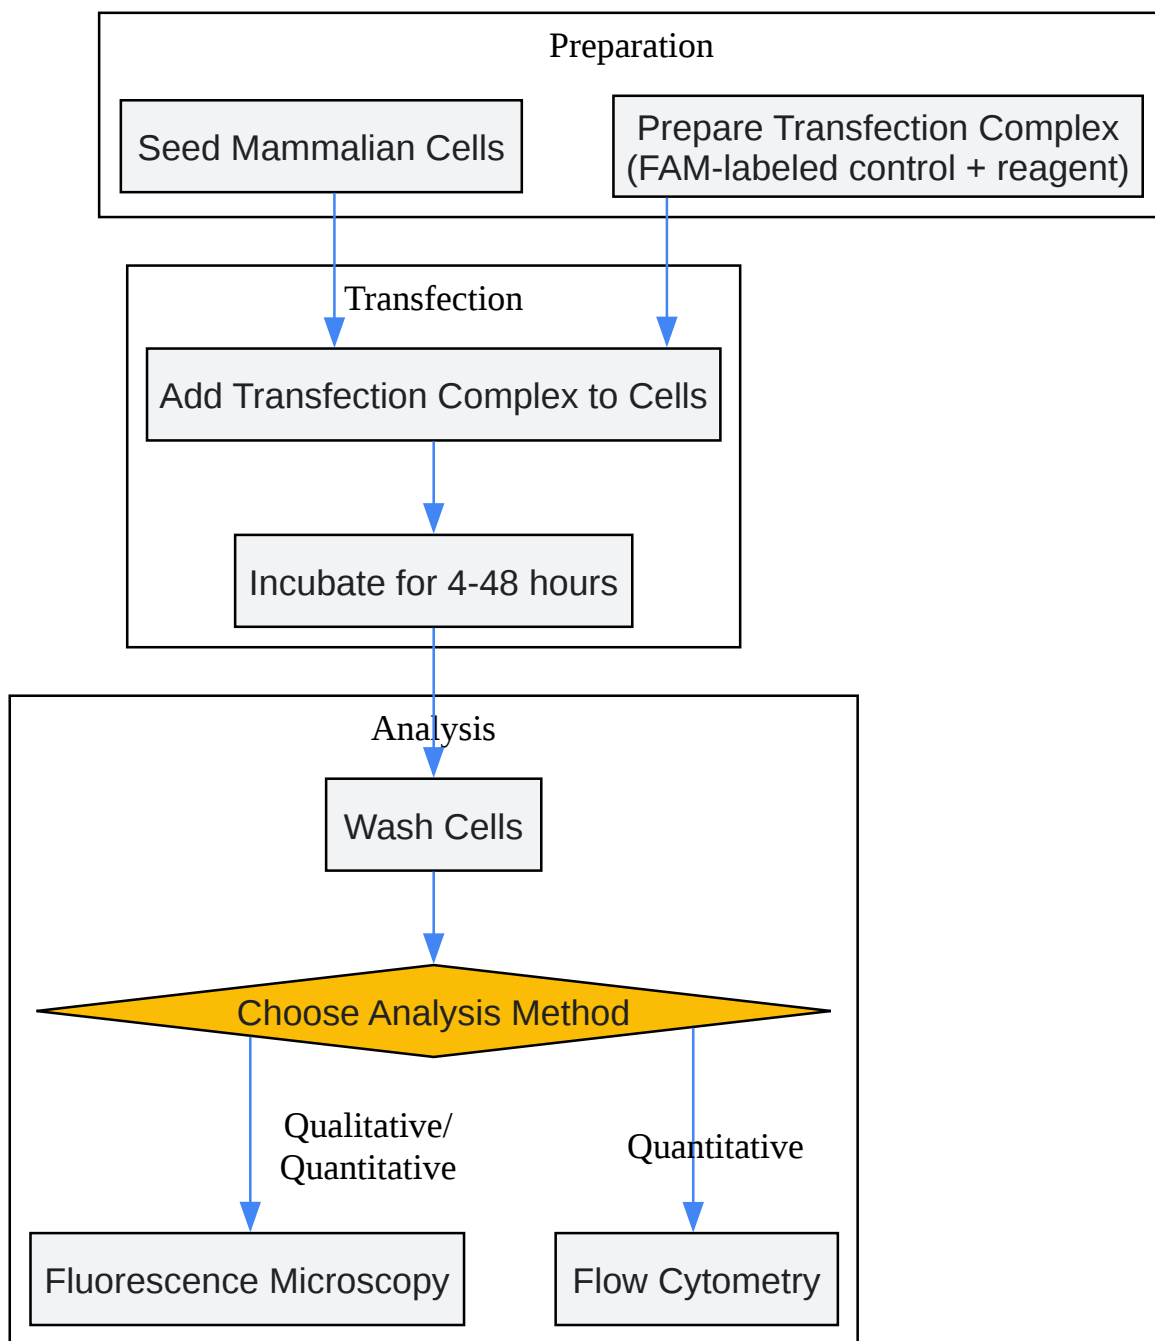 Preparation
Seed Mammalian Cells
Prepare Transfection Complex
(FAM-labeled control + reagent)
Transfection
Add Transfection Complex to Cells
Incubate for 4-48 hours
Analysis
Wash Cells
Choose Analysis Method
Qualitative/
Quantitative
Quantitative
Fluorescence Microscopy
Flow Cytometry